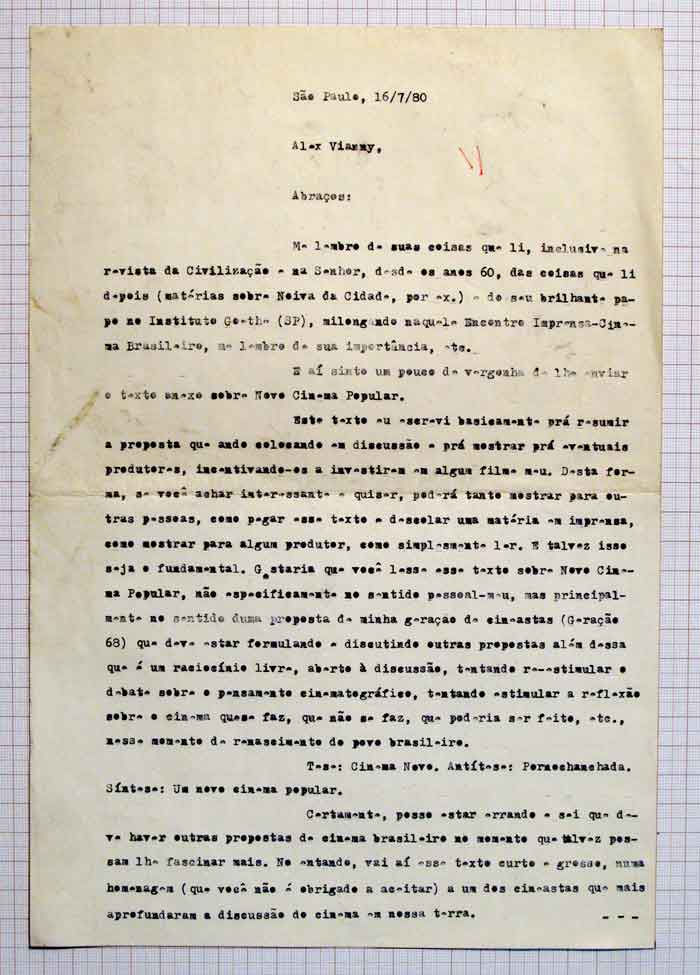 São Paulo, 16/7/80
Alex Vianny,
Abraços:
Me lembro de suas coisas que li, inclusive na
revista da Civilização e na Senhor, desde os anos 60, das coisas que li
depois (matérias sobre Noiva da Cidade, por ex.) e do seu brilhante pa-
po no Instituto Goethe (SP), milongando naquele Encontro Imprensa-Cine-
ma Brasileiro, me lembro da sua importância, etc.
E aí sinto um pouco de vergonha de lhe enviar
o texto anexo sobre Novo Cinema Popular.
Este texto eu escrevi basicamente prá resumir
a proposta que ando colocando em discussão e prá mostrar prá eventuais
produtores, incentivando-os a investirem em algum filme meu. Desta for-
ma, se você achar interessante e quiser, poderá tanto mostrar para ou-
tras pessoas, como pegar esse texto e descolar uma matéria em imprensa,
como mostrar para algum produtor, como simplesmente ler. E talvez isso
seja o fundamental. Gostaria que você lesse esse texto sobre Novo Cine-
ma Popular, não especificamente no sentido pessoal-meu, mas principal-
mente no sentido duma proposta da minha geração de cineastas (Geração
68) que deve estar formulando e discutindo outras propostas além dessa
que é um raciocínio livre, aberto à discussão, tentando re-estimular o
debate sobre o pensamento cinematográfico, tentando estimular a reflexão
sobre o cinema quese faz, que não se faz, que poderia ser feito, etc.,
nesse momento de renascimento do povo brasileiro.
Tese: Cinema Novo. Antítese: Pornochanchada.
Síntese: Um novo cinema popular.
Certamente, posso estar errando e sei que de-
ve haver outras propostas de cinema brasileiro no momento que talvez pos-
sam lhe fascinar mais. No entando, vai aí esse texto curto e grosso, numa
homenagem (que você não é obrigado a aceitar) a um dos cineastas que mais
aprofundaram a discussão do cinema em nossa terra. - - -